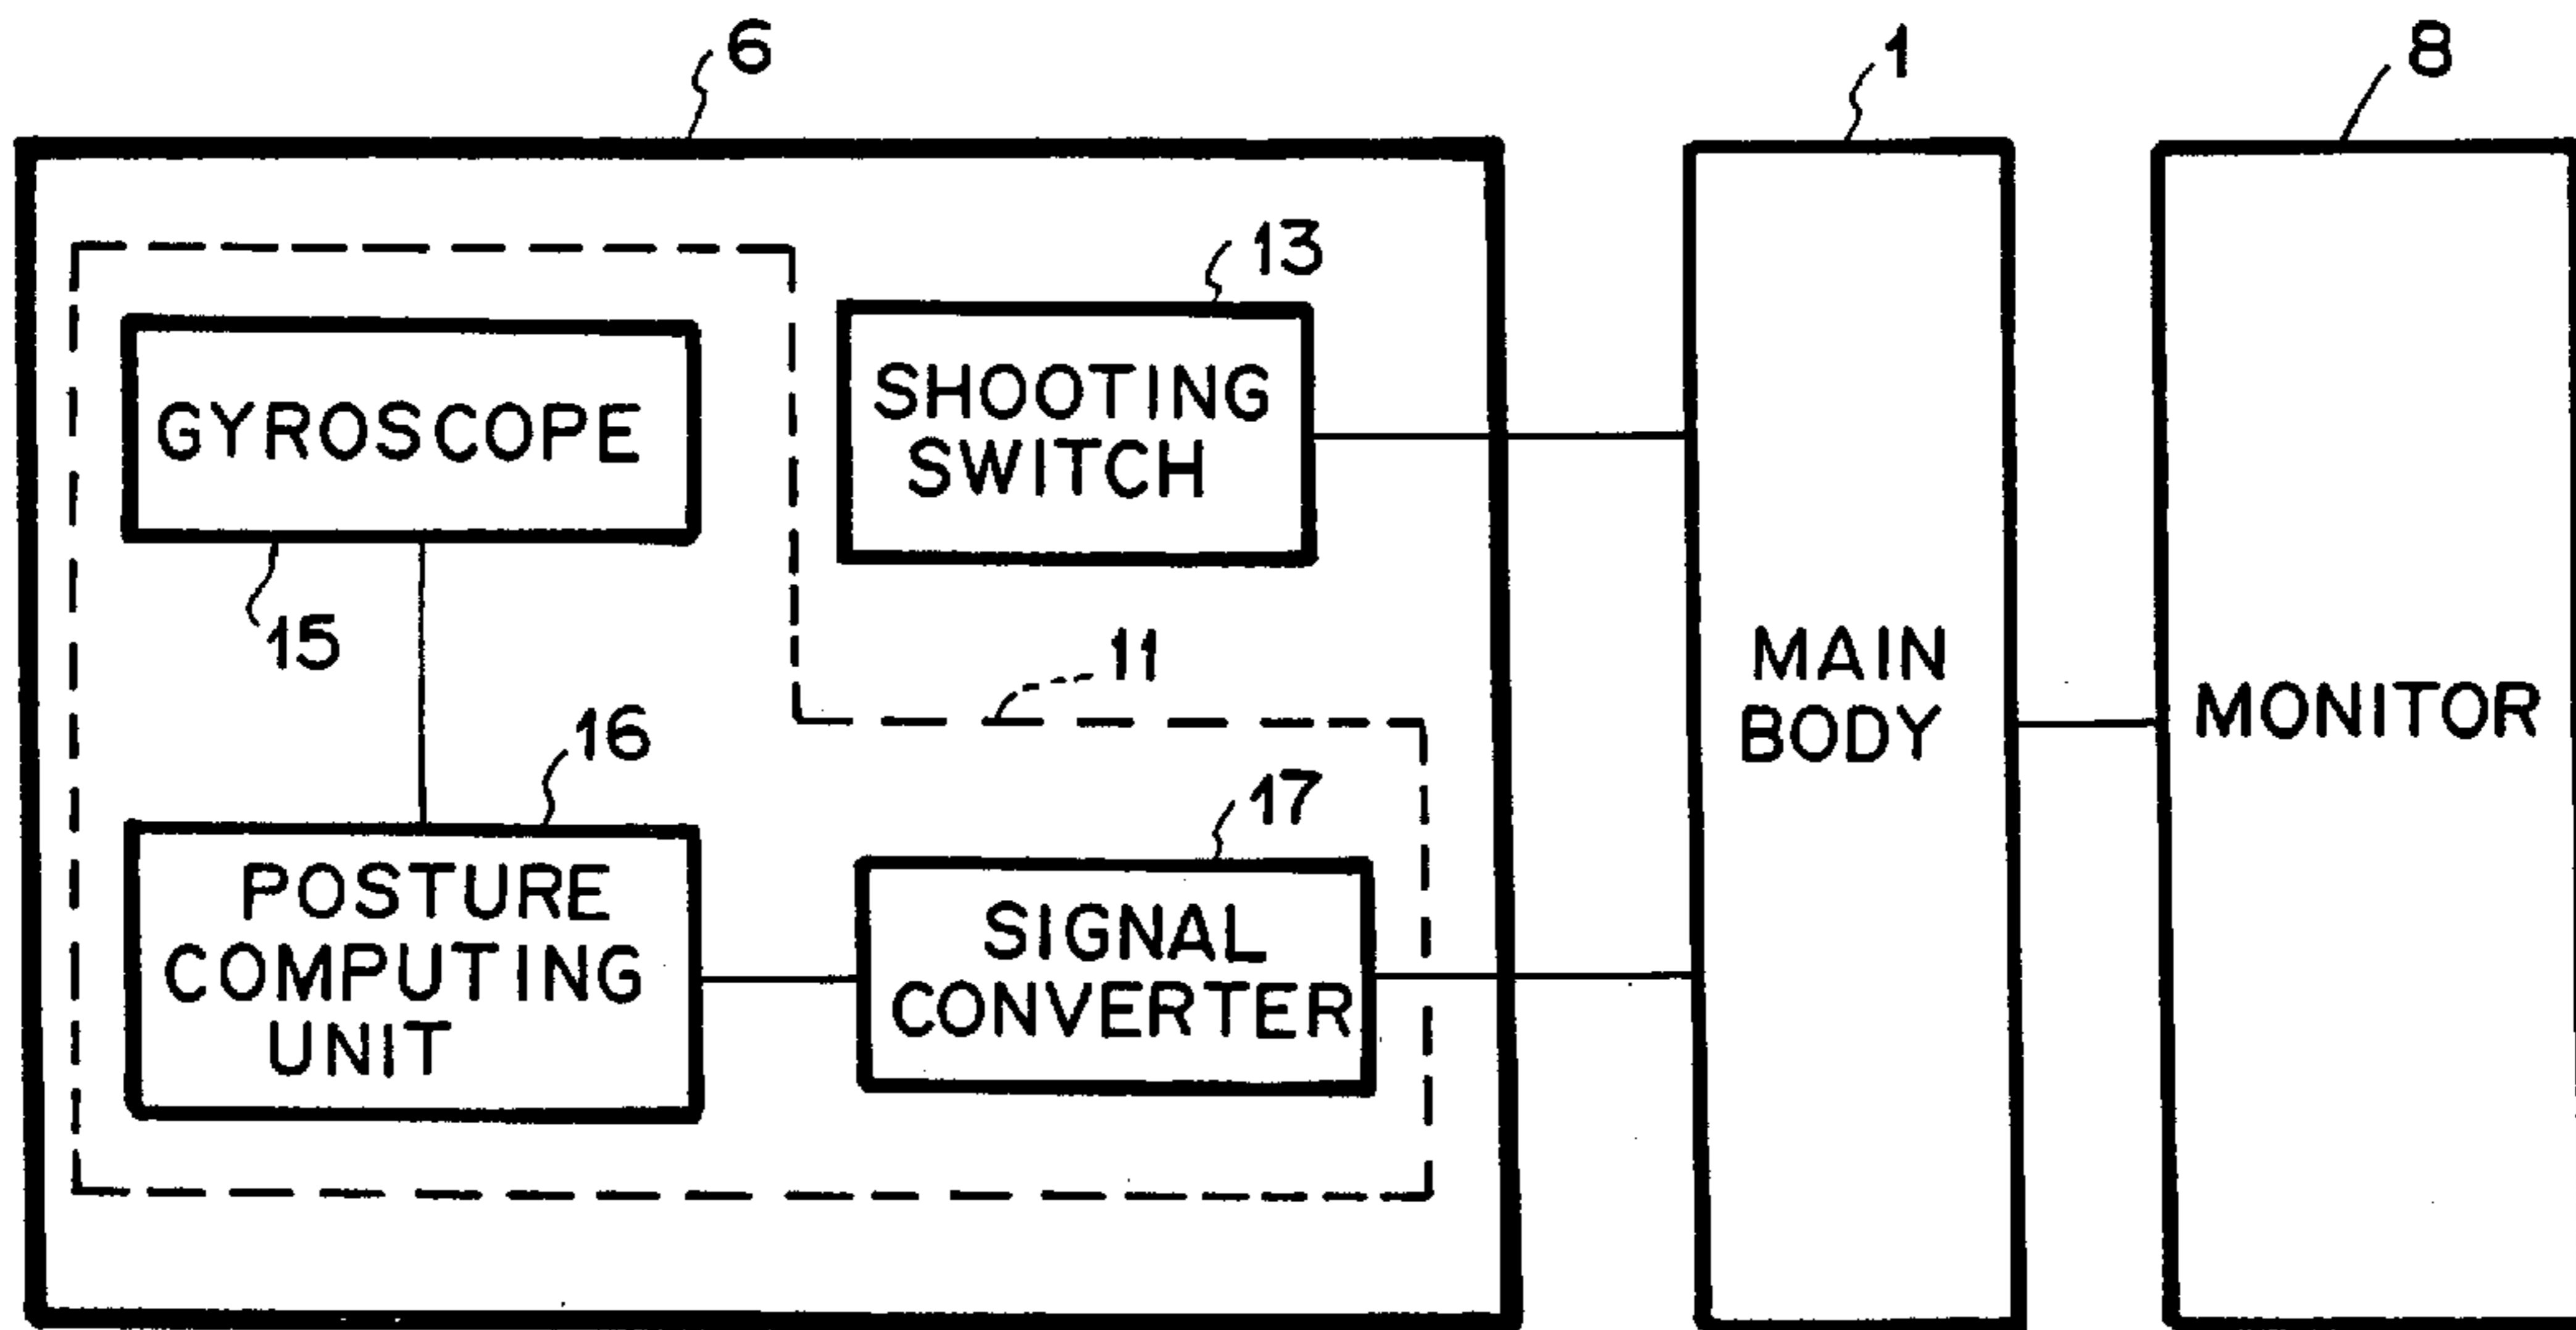 6
1
8
13
GYROSCOPE
SHOOTING
SWITCH
15
11
MAIN
BODY
MONITOR
16
17
POSTURE
COMPUTING
UNIT
SIGNAL
CONVERTER